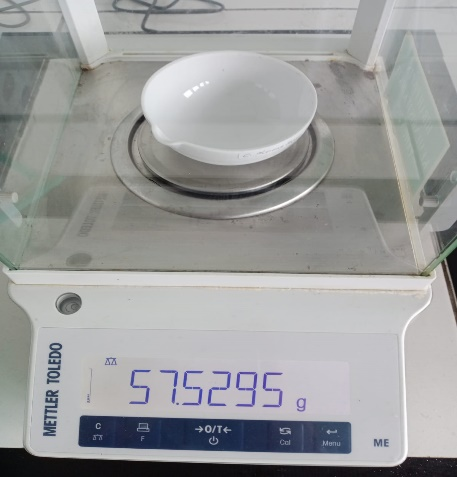 METTLER TOLEDO
57.5295 g
C
F
→0/T←
Cal
Menu
ME